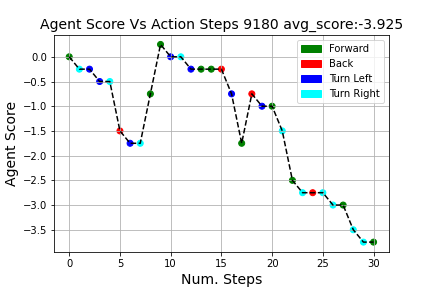 Agent Score Vs Action Steps 9180 avg_score:-3.925
Agent Score
0.0
−0.5
−1.0
−1.5
−2.0
−2.5
−3.0
−3.5
Forward
Back
Turn Left
Turn Right
0 5 10 15 20 25 30
Num. Steps